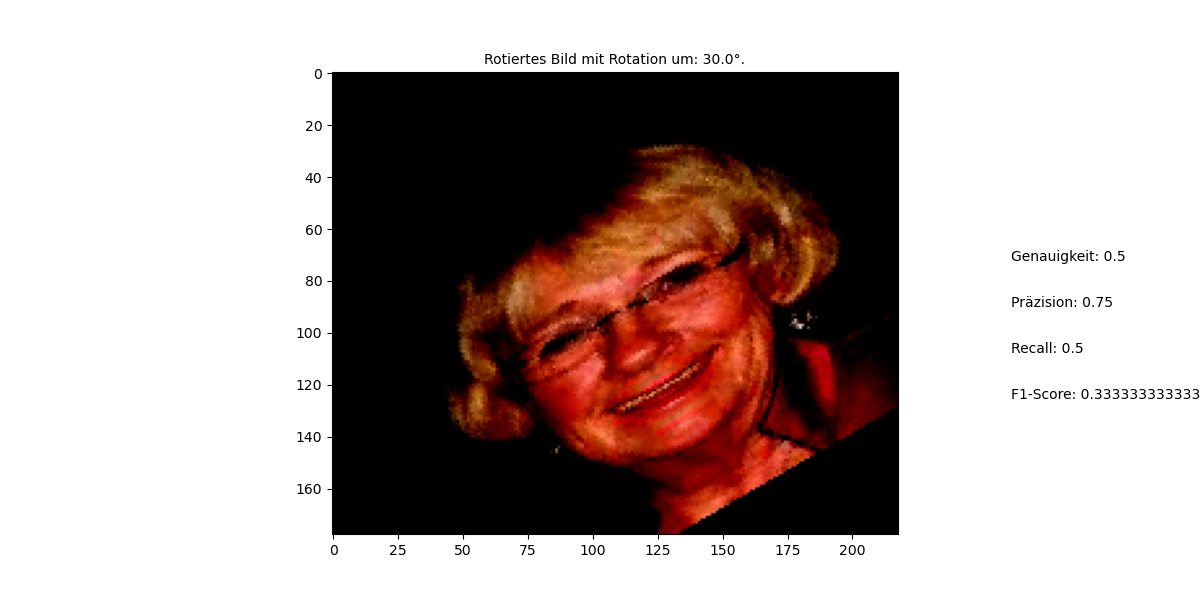 Rotiertes Bild mit Rotation um: 30.0°.
0
20
40
60
80
100
120
140
160
0 25 50 75 100 125 150 175 200
Genauigkeit: 0.5
Präzision: 0.75
Recall: 0.5
F1-Score: 0.333333333333